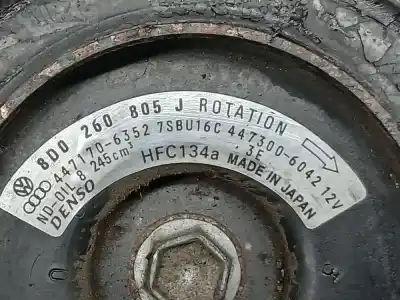 8D0 260 805 J ROTATION
447170-6352 7SBU16C 447300-6042 12V
3E
ND-OIL 8 245cm³ HFC134a MADE IN JAPAN
DENSO